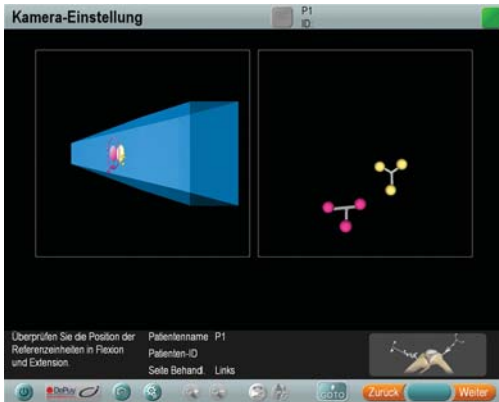 Kamera-Einstellung
P1
ID:
Überprüfen Sie die Position der
Referenzeinheiten in Flexion
und Extension.
Patientenname P1
Patienten-ID
Seite Behand. Links
DePuy
GOTO
Zurück
Weiter